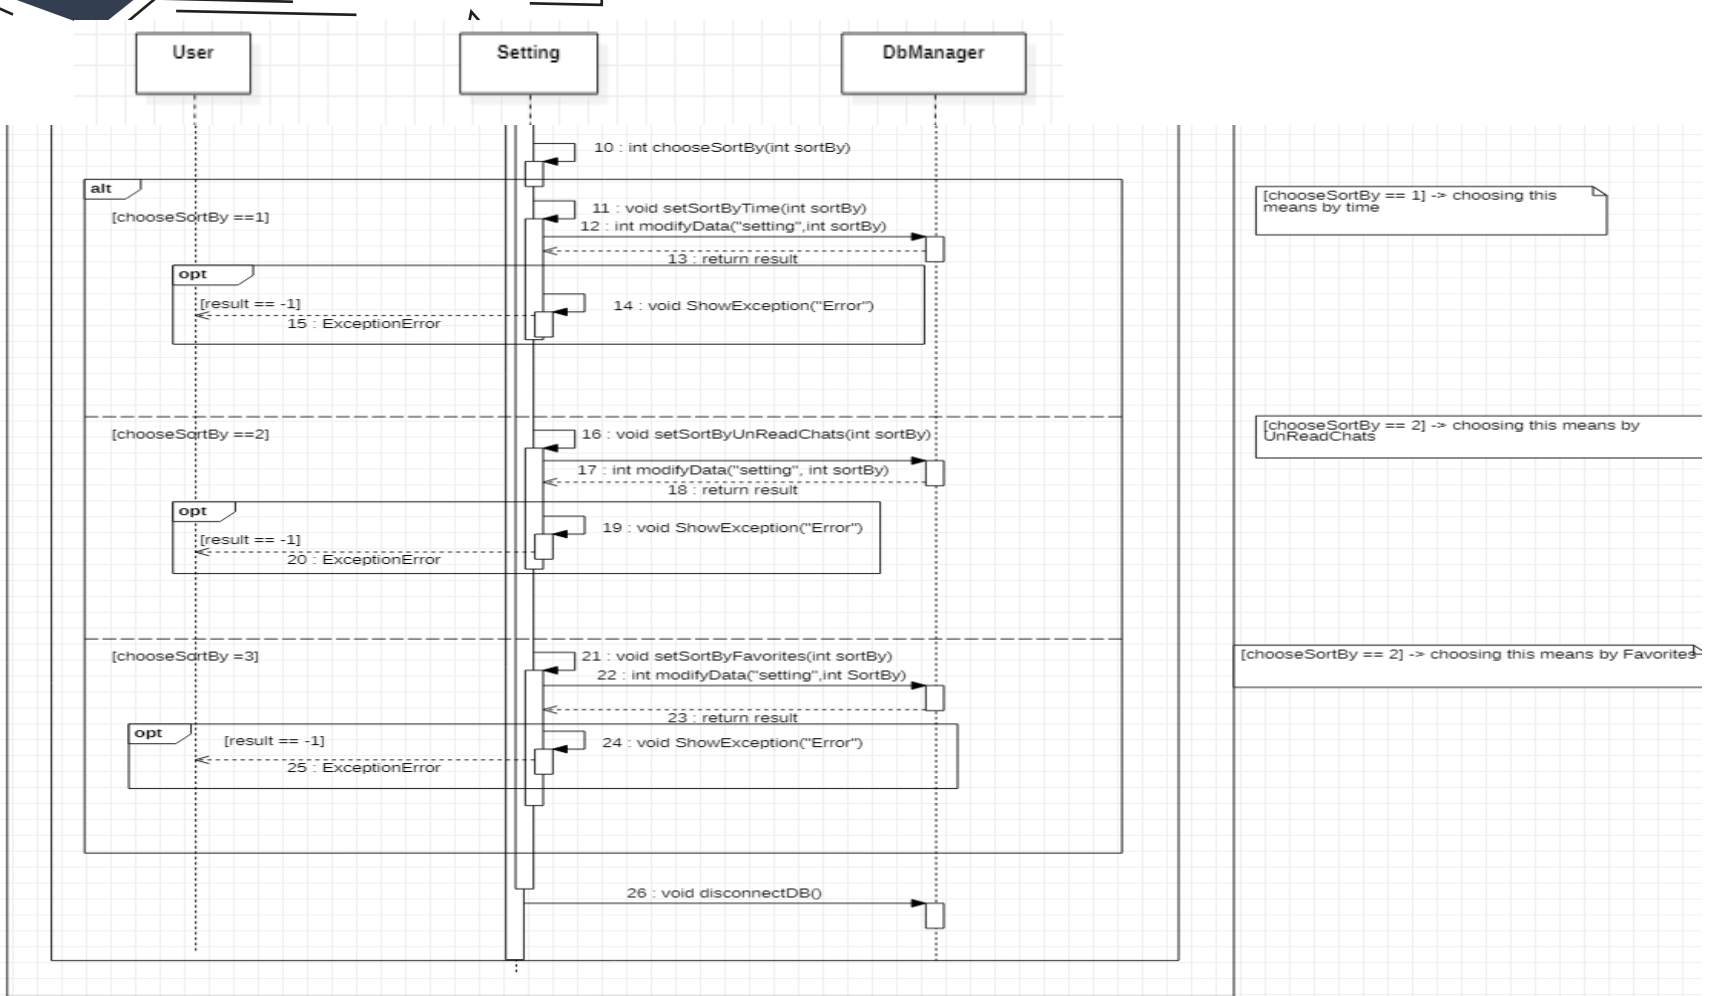 User
Setting
DbManager
10 : int chooseSortBy(int sortBy)
alt
[chooseSortBy ==1]
11 : void setSortByTime(int sortBy)
12 : int modifyData("setting",int sortBy)
13 : return result
opt
[result == -1]
14 : void ShowException("Error")
15 : ExceptionError
[chooseSortBy == 1] -> choosing this
means by time
[chooseSortBy ==2]
16 : void setSortByUnReadChats(int sortBy)
17 : int modifyData("setting", int sortBy)
18 : return result
opt
[result == -1]
19 : void ShowException("Error")
20 : ExceptionError
[chooseSortBy == 2] -> choosing this means by
UnReadChats
[chooseSortBy =3]
21 : void setSortByFavorites(int sortBy)
22 : int modifyData("setting",int SortBy)
23 : return result
opt
[result == -1]
24 : void ShowException("Error")
25 : ExceptionError
[chooseSortBy == 2] -> choosing this means by Favorites
26 : void disconnectDB()